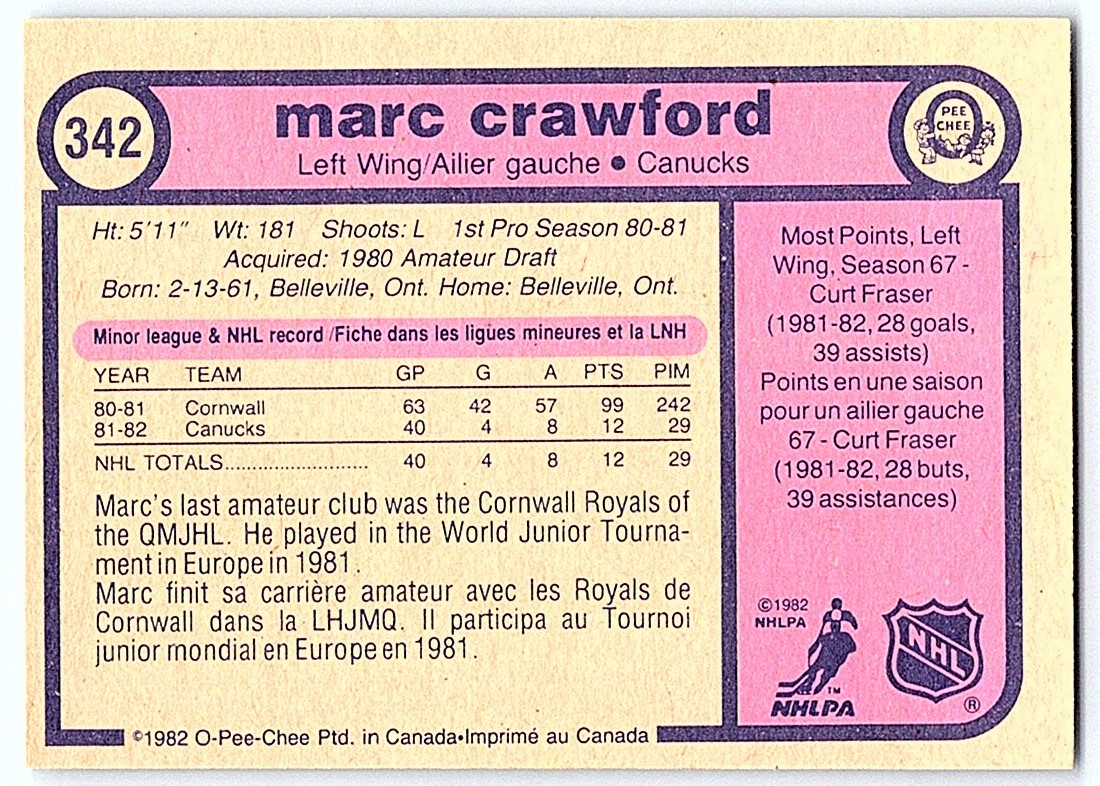 342
marc crawford
PEE
CHEE
Left Wing/Ailier gauche • Canucks
Ht: 5'11" Wt: 181 Shoots: L 1st Pro Season 80-81
Acquired: 1980 Amateur Draft
Born: 2-13-61, Belleville, Ont. Home: Belleville, Ont.
Minor league & NHL record/Fiche dans les ligues mineures et la LNH
YEAR TEAM GP G A PTS PIM
80-81 Cornwall 63 42 57 99 242
81-82 Canucks 40 4 8 12 29
NHL TOTALS........................ 40 4 8 12 29
Marc's last amateur club was the Cornwall Royals of
the QMJHL. He played in the World Junior Tourna-
ment in Europe in 1981.
Marc finit sa carrière amateur avec les Royals de
Cornwall dans la LHJMQ. Il participa au Tournoi
junior mondial en Europe en 1981.
©1982 O-Pee-Chee Ptd. in Canada•Imprimé au Canada
Most Points, Left
Wing, Season 67 -
Curt Fraser
(1981-82, 28 goals,
39 assists)
Points en une saison
pour un ailier gauche
67 - Curt Fraser
(1981-82, 28 buts,
39 assistances)
©1982
NHLPA
TM
NHLPA
NHL
®